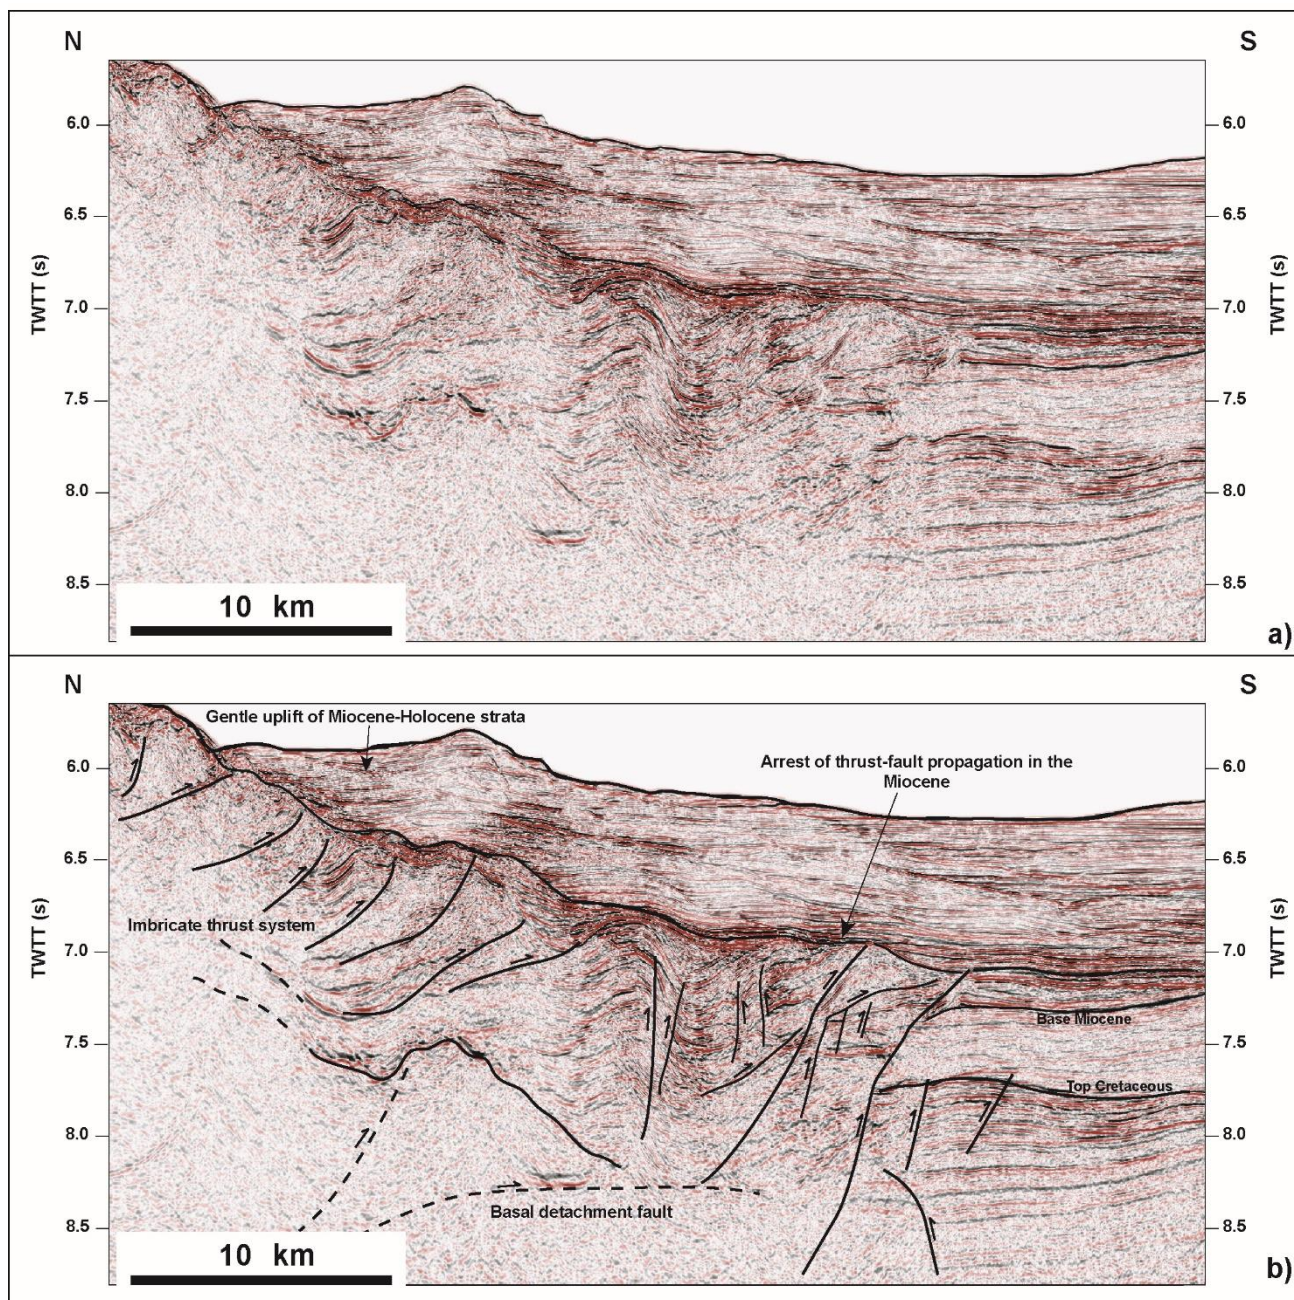 N
S
6.0
6.0
6.5
6.5
TWTT (s)
TWTT (s)
7.0
7.0
7.5
7.5
8.0
8.0
8.5
8.5
10 km
a)
N
S
Gentle uplift of Miocene-Holocene strata
Arrest of thrust-fault propagation in the
Miocene
6.0
6.0
6.5
6.5
Imbricate thrust system
TWTT (s)
TWTT (s)
7.0
7.0
Base Miocene
7.5
7.5
Top Cretaceous
8.0
8.0
Basal detachment fault
8.5
8.5
10 km
b)